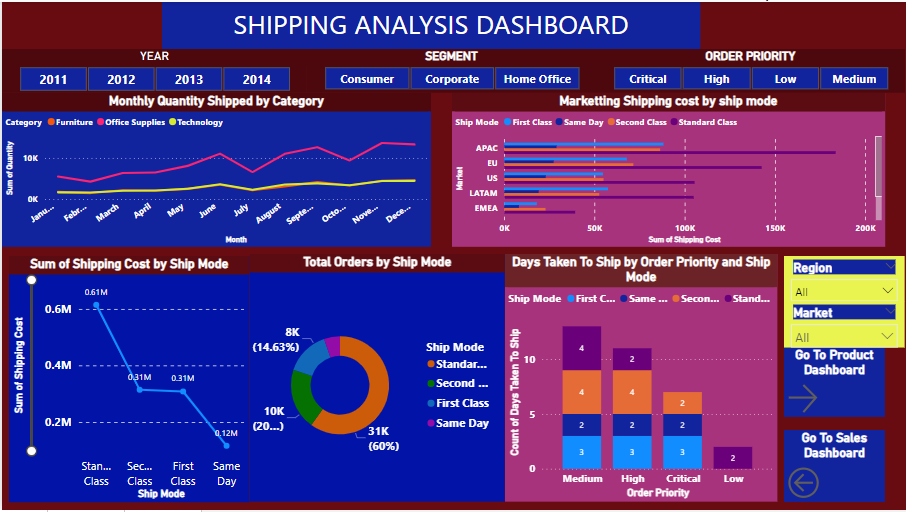 SHIPPING ANALYSIS DASHBOARD
YEAR
2011 2012 2013 2014
SEGMENT
Consumer Corporate Home Office
ORDER PRIORITY
Critical High Low Medium
Monthly Quantity Shipped by Category
Category Furniture Office Supplies Technology
Sum of Quantity
10K
0K
Janu... Febr... March April May June July August Septe... Octo... Nove... Dece...
Month
Marketting Shipping cost by ship mode
Ship Mode First Class Same Day Second Class Standard Class
Market
APAC
EU
US
LATAM
EMEA
0K 50K 100K 150K 200K
Sum of Shipping Cost
Sum of Shipping Cost by Ship Mode
Sum of Shipping Cost
0.6M
0.4M
0.2M
0.61M
0.31M
0.31M
0.12M
Stan... Class
Sec... Class
First Class
Same Day
Ship Mode
Total Orders by Ship Mode
8K
(14.63%)
10K
(20...)
31K
(60%)
Ship Mode
Standar...
Second ...
First Class
Same Day
Days Taken To Ship by Order Priority and Ship
Mode
Ship Mode First C... Same ... Secon... Stand...
Count of Days Taken To Ship
10
5
0
4
4
2
3
2
4
2
3
2
2
3
2
Medium High Critical Low
Order Priority
Region
All
Market
All
Go To Product
Dashboard
Go To Sales
Dashboard